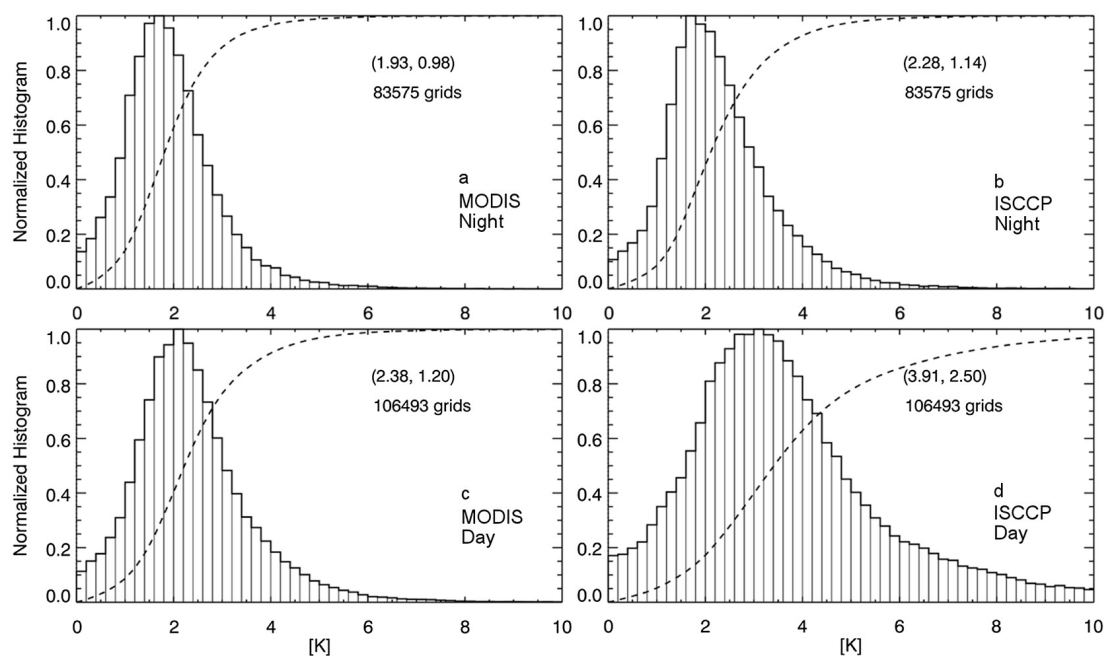 Normalized Histogram
1.0
0.8
0.6
0.4
0.2
0.0
(1.93, 0.98)
83575 grids
a
MODIS
Night
0 2 4 6 8 10
1.0
0.8
0.6
0.4
0.2
0.0
(2.28, 1.14)
83575 grids
b
ISCCP
Night
0 2 4 6 8 10
Normalized Histogram
1.0
0.8
0.6
0.4
0.2
0.0
(2.38, 1.20)
106493 grids
c
MODIS
Day
0 2 4 6 8 10
[K]
1.0
0.8
0.6
0.4
0.2
0.0
(3.91, 2.50)
106493 grids
d
ISCCP
Day
0 2 4 6 8 10
[K]